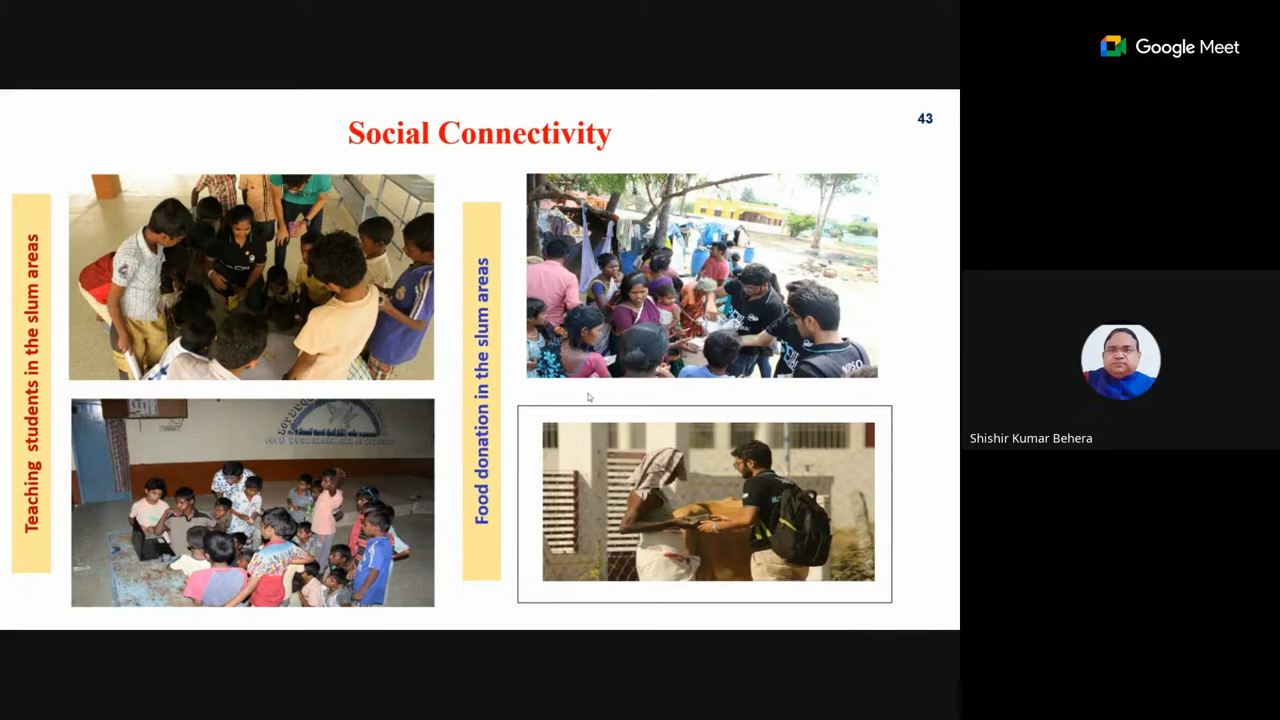 Google Meet
43
Social Connectivity
Teaching students in the slum areas
Food donation in the slum areas
Shishir Kumar Behera